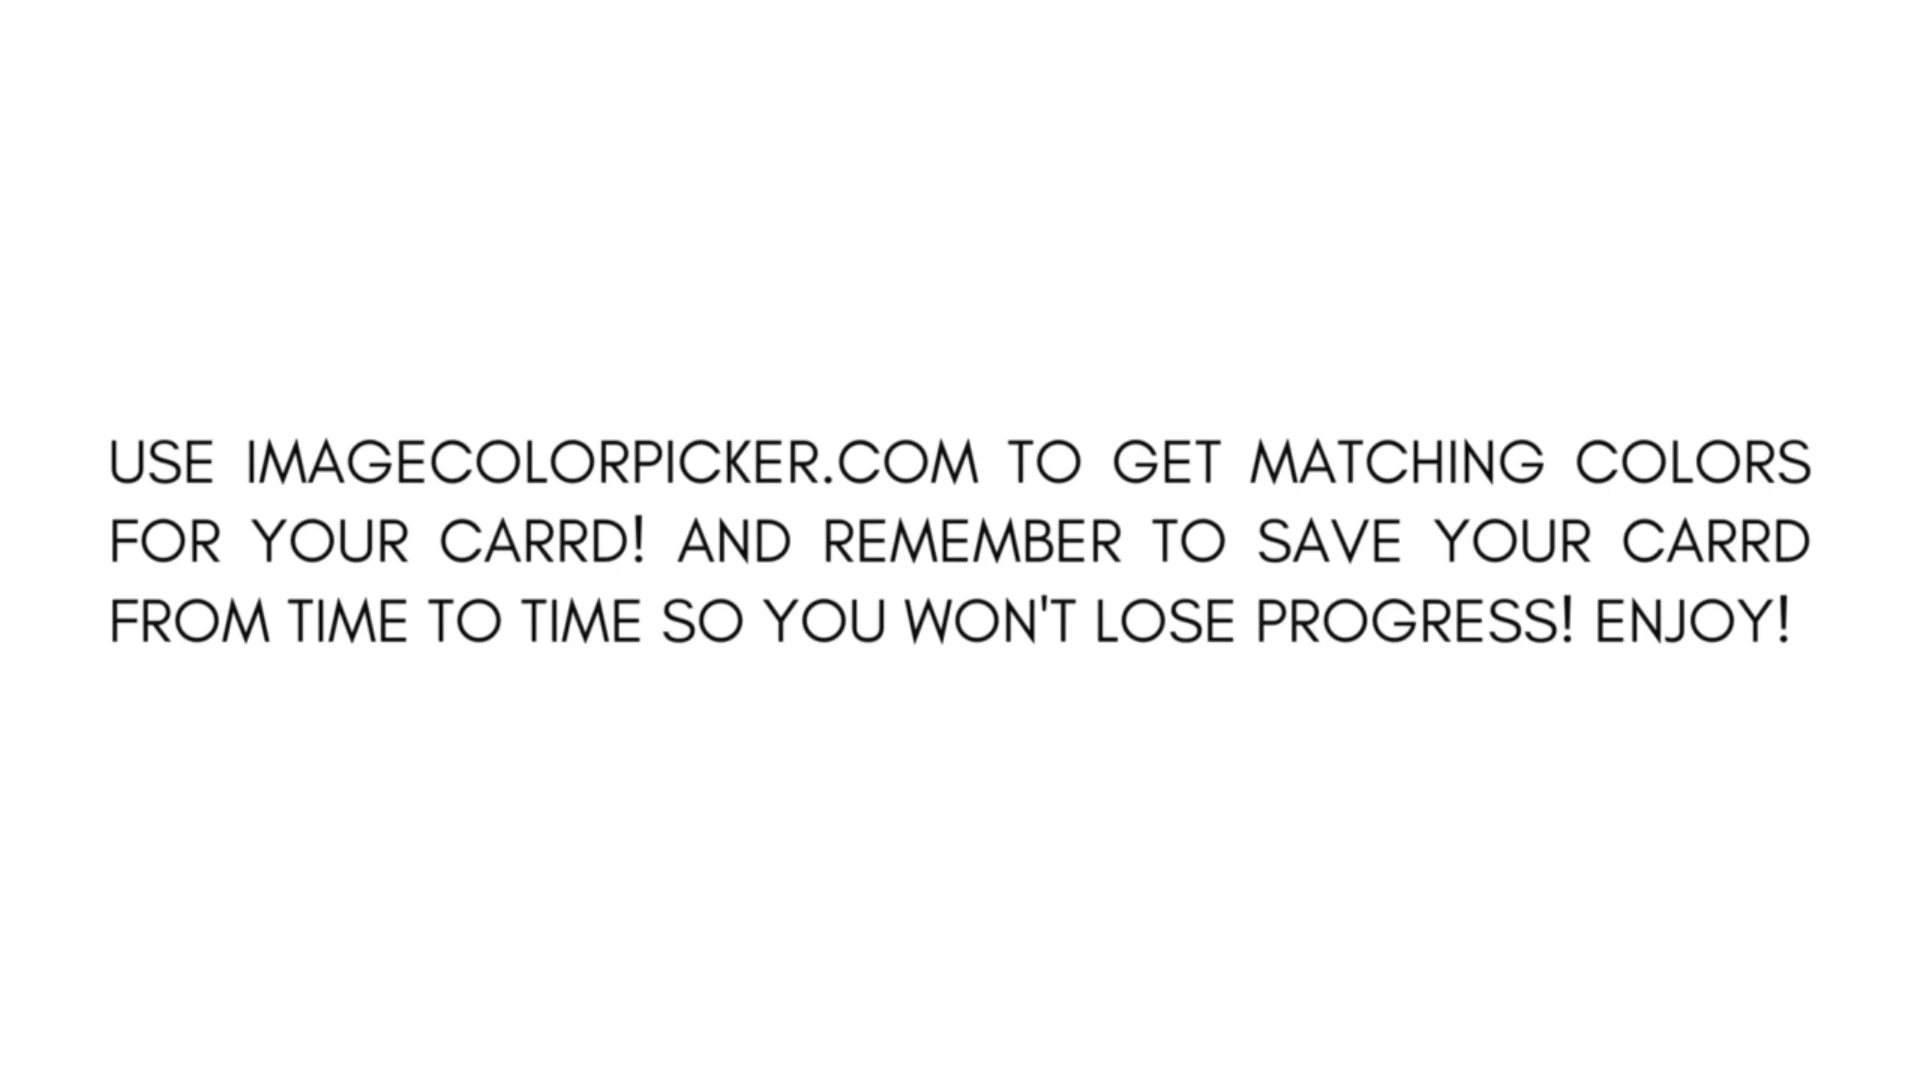 USE IMAGECOLORPICKER.COM TO GET MATCHING COLORS
FOR YOUR CARRD! AND REMEMBER TO SAVE YOUR CARRD
FROM TIME TO TIME SO YOU WON'T LOSE PROGRESS! ENJOY!